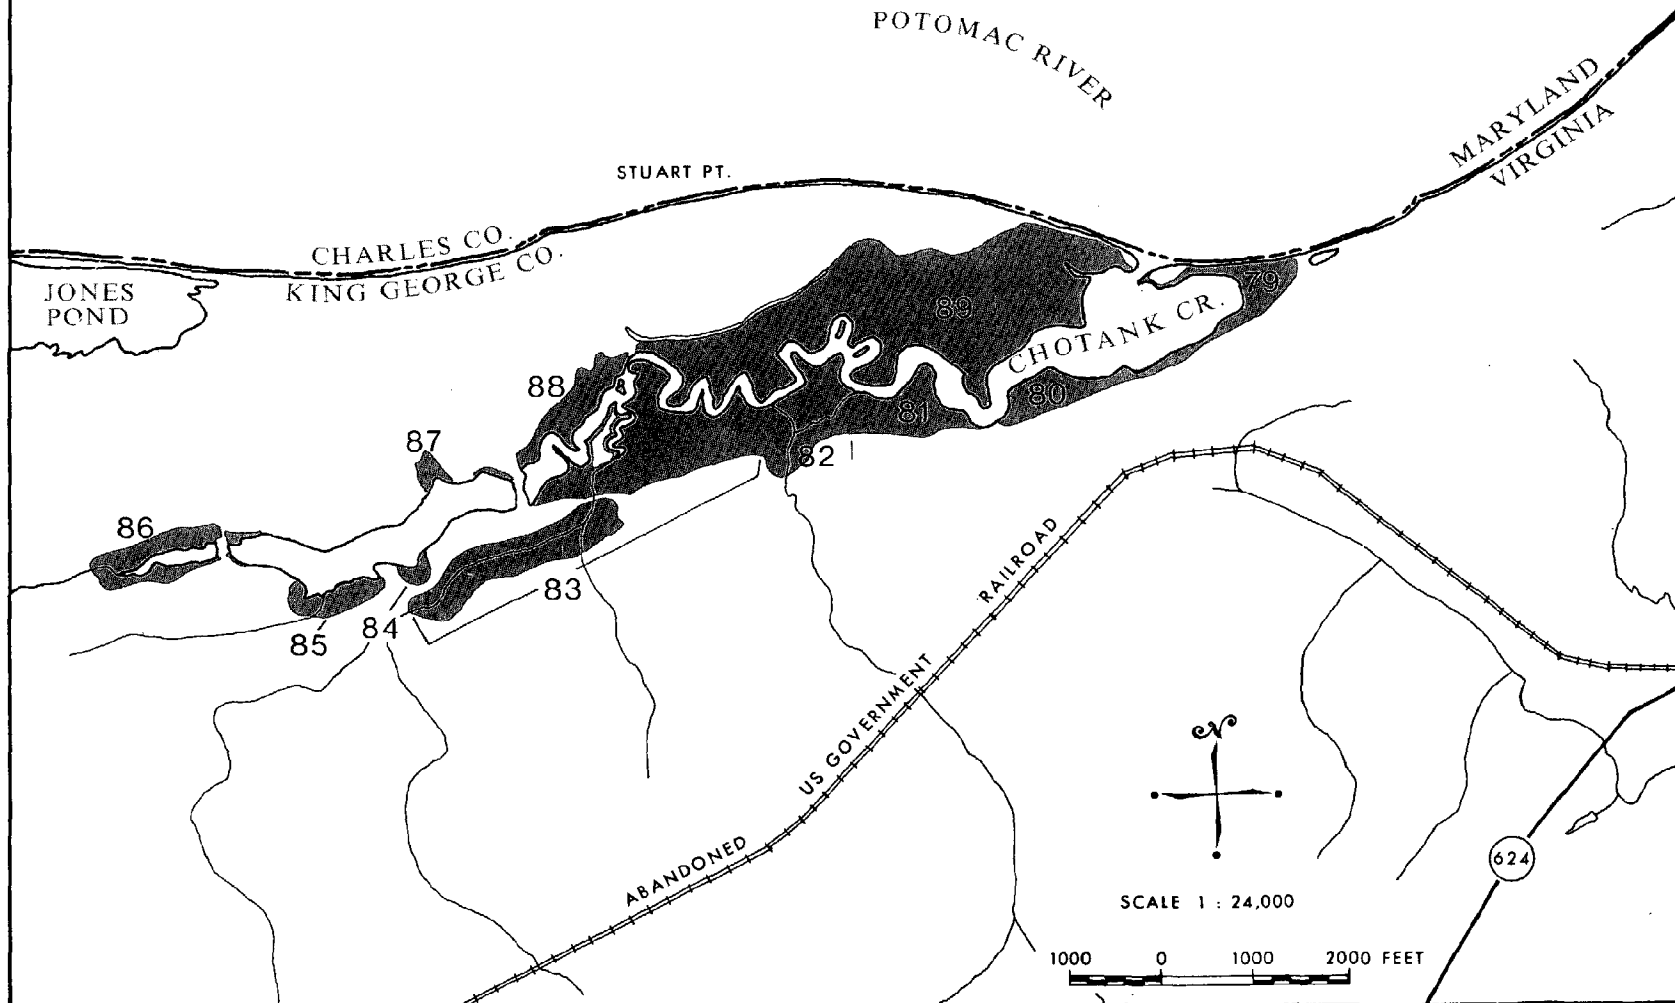 POTOMAC RIVER
MARYLAND
VIRGINIA
STUART PT.
CHARLES CO.
KING GEORGE CO.
JONES
POND
79
89
CHOTANK CR.
88
80
81
87
82
86
83
84
85
ABANDONED US GOVERNMENT RAILROAD
N
624
SCALE 1 : 24,000
1000 0 1000 2000 FEET